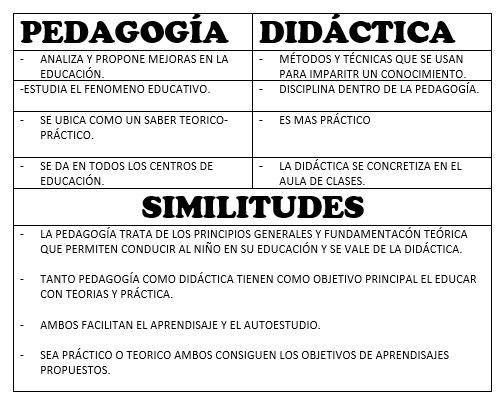 PEDAGOGÍA
DIDÁCTICA
- ANALIZA Y PROPONE MEJORAS EN LA
EDUCACIÓN.
- MÉTODOS Y TÉCNICAS QUE SE USAN
PARA IMPARITR UN CONOCIMIENTO.
-ESTUDIA EL FENOMENO EDUCATIVO.
- DISCIPLINA DENTRO DE LA PEDAGOGÍA.
- SE UBICA COMO UN SABER TEORICO-
PRÁCTICO.
- ES MAS PRÁCTICO
- SE DA EN TODOS LOS CENTROS DE
EDUCACIÓN.
- LA DIDÁCTICA SE CONCRETIZA EN EL
AULA DE CLASES.
SIMILITUDES
- LA PEDAGOGÍA TRATA DE LOS PRINCIPIOS GENERALES Y FUNDAMENTACÓN TEÓRICA
QUE PERMITEN CONDUCIR AL NIÑO EN SU EDUCACIÓN Y SE VALE DE LA DIDÁCTICA.
- TANTO PEDAGOGÍA COMO DIDÁCTICA TIENEN COMO OBJETIVO PRINCIPAL EL EDUCAR
CON TEORIAS Y PRÁCTICA.
- AMBOS FACILITAN EL APRENDISAJE Y EL AUTOESTUDIO.
- SEA PRÁCTICO O TEORICO AMBOS CONSIGUEN LOS OBJETIVOS DE APRENDISAJES
PROPUESTOS.